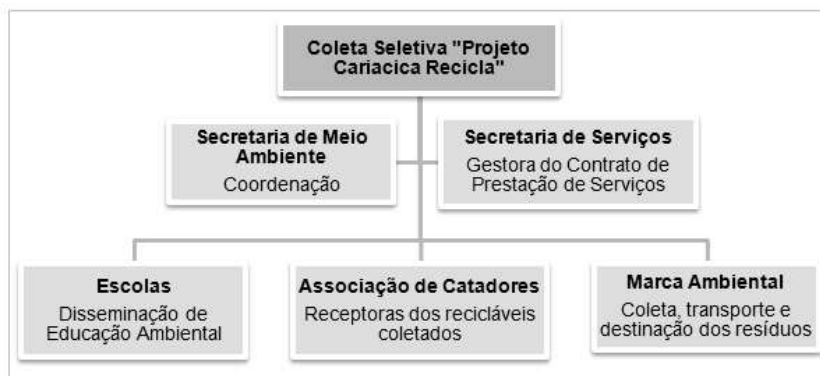 Coleta Seletiva "Projeto
Cariacica Recicla"
Secretaria de Meio
Ambiente
Coordenação
Secretaria de Serviços
Gestora do Contrato de
Prestação de Serviços
Escolas
Disseminação de
Educação Ambiental
Associação de Catadores
Receptoras dos recicláveis
coletados
Marca Ambiental
Coleta, transporte e
destinação dos resíduos